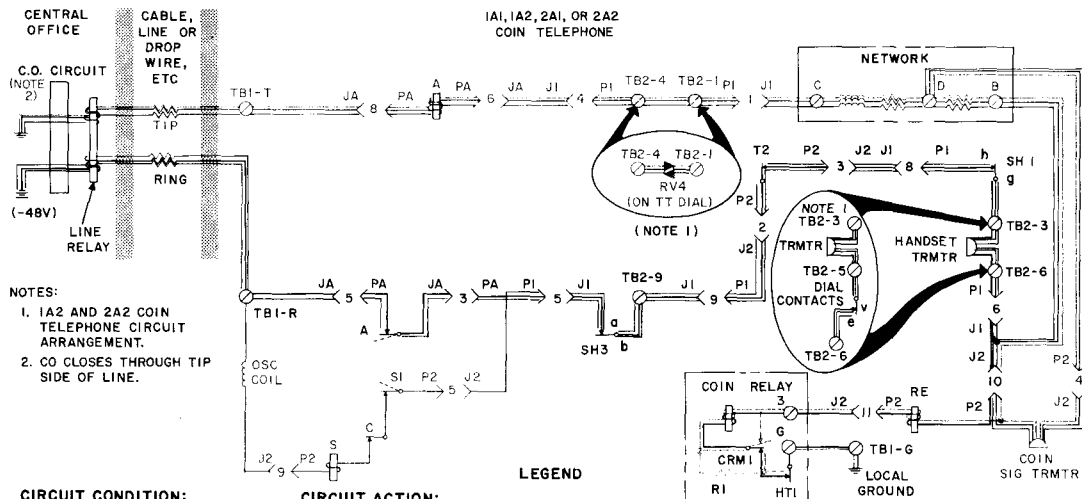 CENTRAL OFFICE
CABLE, LINE OR DROP WIRE, ETC
1A1, 1A2, 2A1, OR 2A2
COIN TELEPHONE
C.O. CIRCUIT
(NOTE 2)
TIP
RING
(-48V)
LINE RELAY
TB1-T
JA
8
PA
A
PA
6
JA
J1
4
P1
TB2-4
TB2-1
P1
1
J1
NETWORK
C
D
B
TB2-4
TB2-1
RV4
(ON TT DIAL)
(NOTE 1)
T2
P2
3
J2
J1
8
P1
h
SH1
g
P2
2
J2
NOTE 1
TB2-3
TRMTR
TB2-5
DIAL CONTACTS
v
e
TB2-6
TB2-3
HANDSET TRMTR
TB2-6
P1
6
J1
J2
10
P2
P2
4
J2
COIN SIG TRMTR
NOTES:
1. 1A2 AND 2A2 COIN TELEPHONE CIRCUIT ARRANGEMENT.
2. CO CLOSES THROUGH TIP SIDE OF LINE.
TB1-R
JA
5
PA
A
JA
3
PA
P1
5
J1
a
b
SH3
TB2-9
J1
9
P1
OSC COIL
S1
P2
5
J2
C
S
J2
9
P2
COIN RELAY
3
J2
11
P2
RE
G
TB1-G
CRM1
R1
HT1
LOCAL GROUND
LEGEND
CIRCUIT CONDITION:
CIRCUIT ACTION: